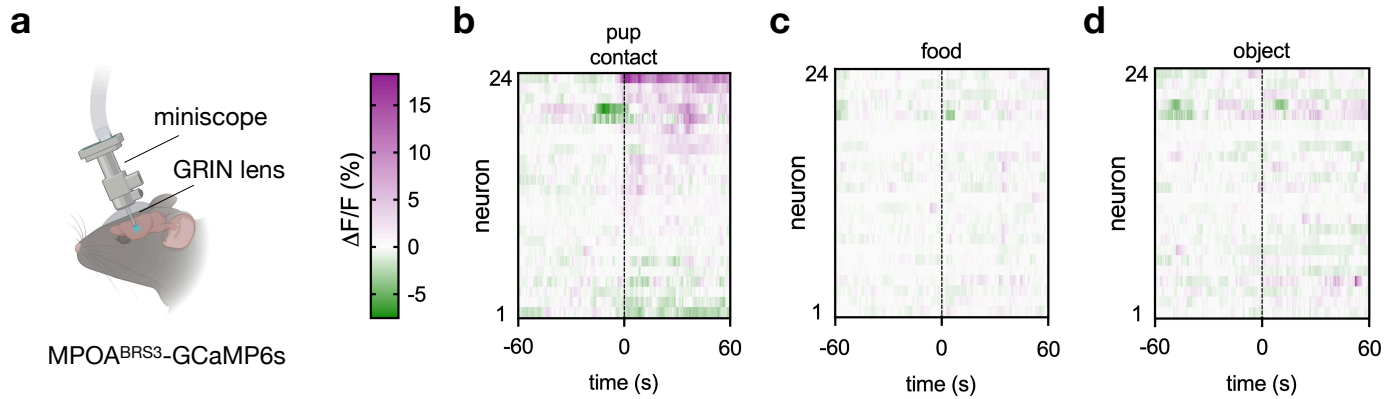 a
miniscope
GRIN lens
MPOAᴮᴿˢ³-GCaMP6s
ΔF/F (%)
15
10
5
0
-5
b
pup
contact
24
neuron
1
-60
0
60
time (s)
c
food
24
neuron
1
-60
0
60
time (s)
d
object
24
neuron
1
-60
0
60
time (s)